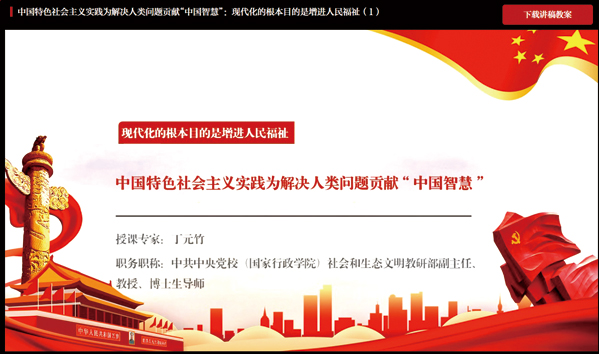 中国特色社会主义实践为解决人类问题贡献“中国智慧”：现代化的根本目的是增进人民福祉（1）
下载讲稿教案
现代化的根本目的是增进人民福祉
中国特色社会主义实践为解决人类问题贡献“中国智慧”
授课专家：丁元竹
职务职称：中共中央党校（国家行政学院）社会和生态文明教研部副主任、
教授、博士生导师